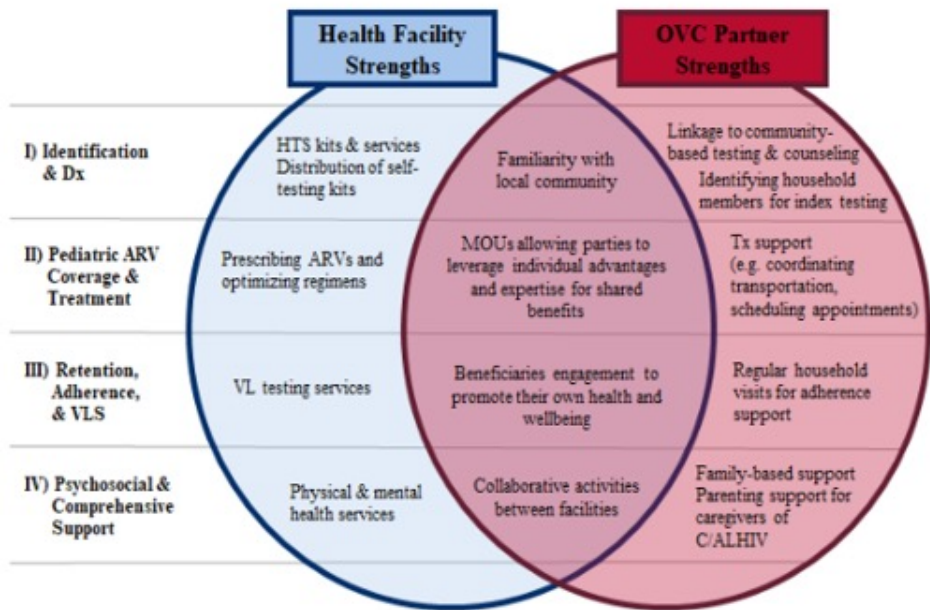 Health Facility
Strengths
OVC Partner
Strengths
I) Identification
& Dx
HTS kits & services
Distribution of self-
testing kits
Familiarity with
local community
Linkage to community-
based testing & counseling
Identifying household
members for index testing
II) Pediatric ARV
Coverage &
Treatment
Prescribing ARVs and
optimizing regimens
MOUs allowing parties to
leverage individual advantages
and expertise for shared
benefits
Tx support
(e.g. coordinating
transportation,
scheduling appointments)
III) Retention,
Adherence,
& VLS
VL testing services
Beneficiaries engagement to
promote their own health and
wellbeing
Regular household
visits for adherence
support
IV) Psychosocial &
Comprehensive
Support
Physical & mental
health services
Collaborative activities
between facilities
Family-based support
Parenting support for
caregivers of
C/ALHIV